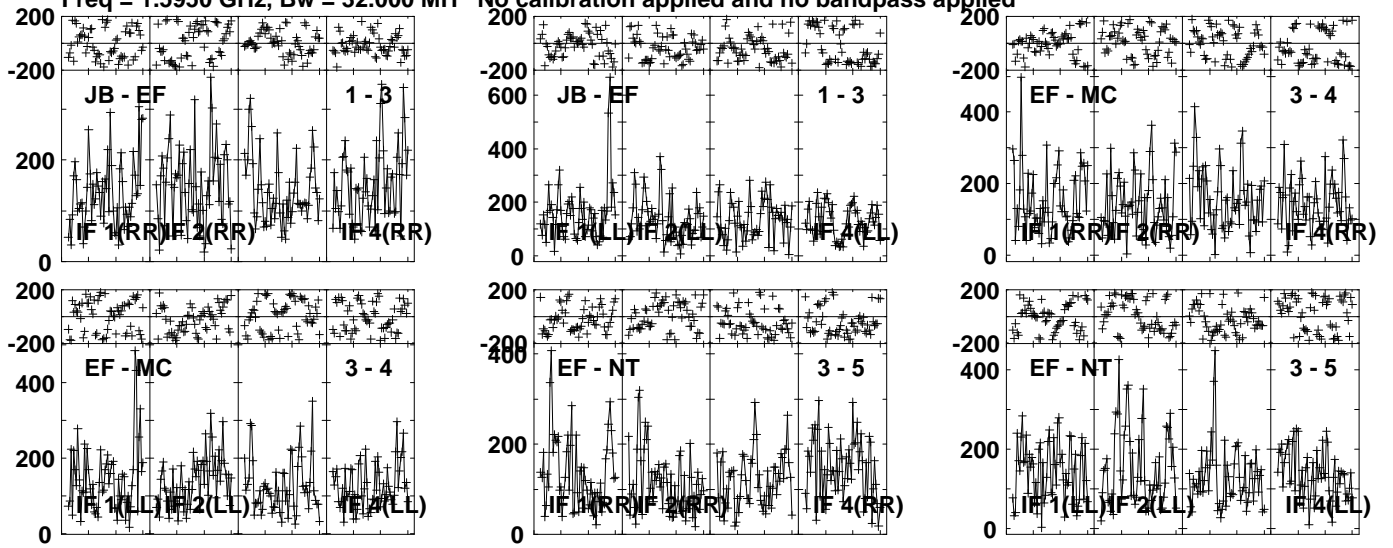 Freq = 1.5950 GHz, Bw = 32.000 MH No calibration applied and no bandpass applied
200
-200
JB - EF 1 - 3
200
0
IF 1(RR) IF 2(RR) IF 4(RR)
200
-200
JB - EF 1 - 3
600
400
200
0
IF 1(LL) IF 2(LL) IF 4(LL)
200
-200
EF - MC 3 - 4
400
200
0
IF 1(RR) IF 2(RR) IF 4(RR)
200
-200
EF - MC 3 - 4
400
200
0
IF 1(LL) IF 2(LL) IF 4(LL)
200
-200
400
EF - NT 3 - 5
200
0
IF 1(RR) IF 2(RR) IF 4(RR)
200
-200
EF - NT 3 - 5
400
200
0
IF 1(LL) IF 2(LL) IF 4(LL)